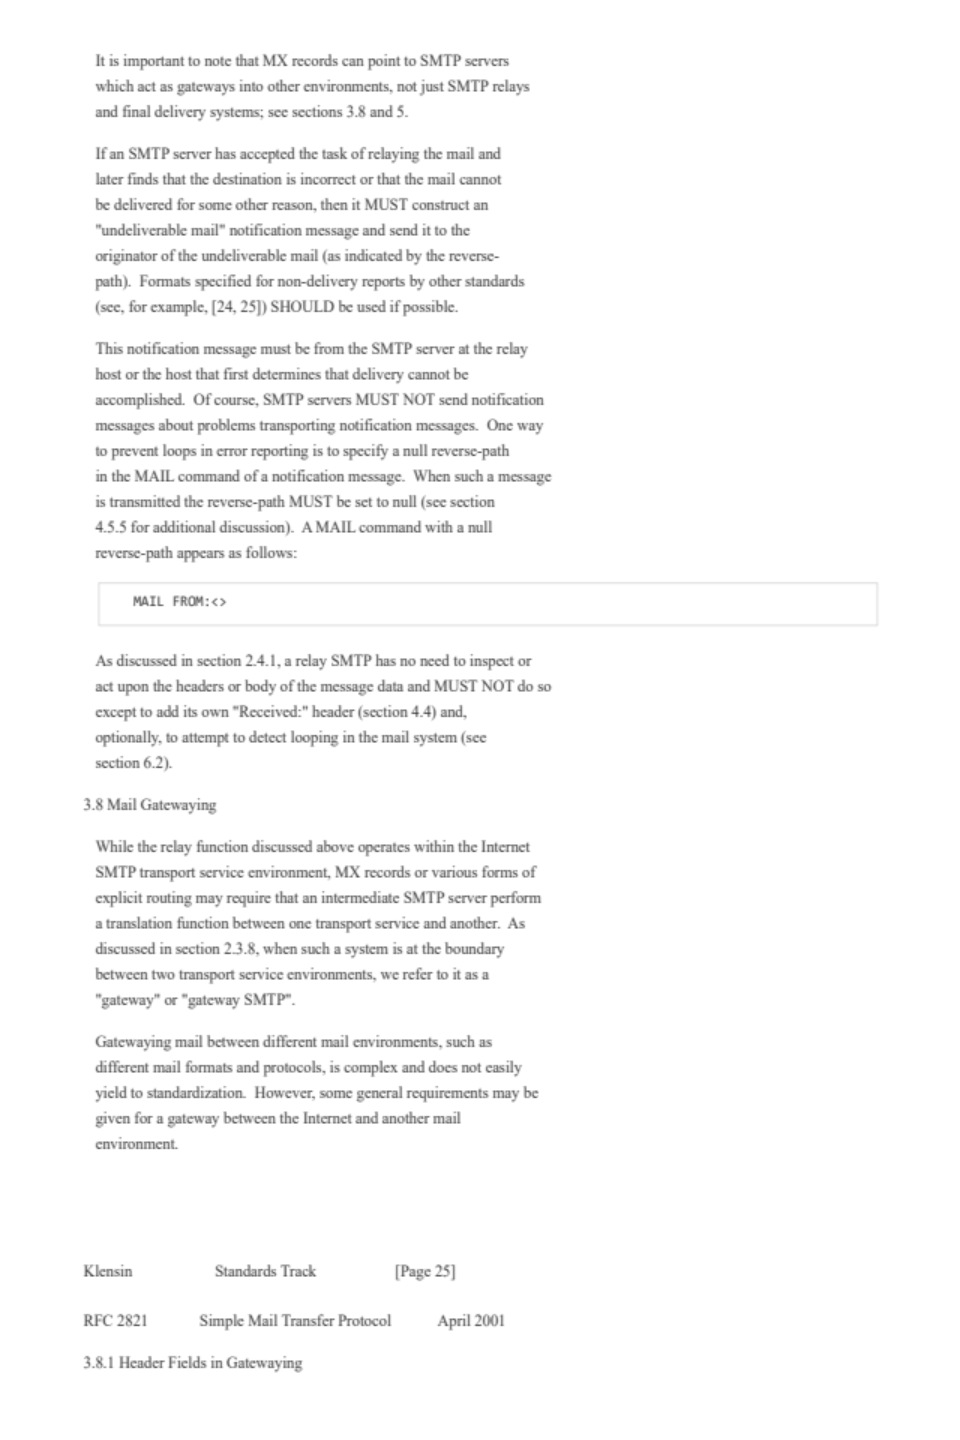 It is important to note that MX records can point to SMTP servers
which act as gateways into other environments, not just SMTP relays
and final delivery systems; see sections 3.8 and 5.
If an SMTP server has accepted the task of relaying the mail and
later finds that the destination is incorrect or that the mail cannot
be delivered for some other reason, then it MUST construct an
"undeliverable mail" notification message and send it to the
originator of the undeliverable mail (as indicated by the reverse-
path).  Formats specified for non-delivery reports by other standards
(see, for example, [24, 25]) SHOULD be used if possible.
This notification message must be from the SMTP server at the relay
host or the host that first determines that delivery cannot be
accomplished.  Of course, SMTP servers MUST NOT send notification
messages about problems transporting notification messages.  One way
to prevent loops in error reporting is to specify a null reverse-path
in the MAIL command of a notification message.  When such a message
is transmitted the reverse-path MUST be set to null (see section
4.5.5 for additional discussion).  A MAIL command with a null
reverse-path appears as follows:
MAIL FROM:<>
As discussed in section 2.4.1, a relay SMTP has no need to inspect or
act upon the headers or body of the message data and MUST NOT do so
except to add its own "Received:" header (section 4.4) and,
optionally, to attempt to detect looping in the mail system (see
section 6.2).
3.8 Mail Gatewaying
While the relay function discussed above operates within the Internet
SMTP transport service environment, MX records or various forms of
explicit routing may require that an intermediate SMTP server perform
a translation function between one transport service and another.  As
discussed in section 2.3.8, when such a system is at the boundary
between two transport service environments, we refer to it as a
"gateway" or "gateway SMTP".
Gatewaying mail between different mail environments, such as
different mail formats and protocols, is complex and does not easily
yield to standardization.  However, some general requirements may be
given for a gateway between the Internet and another mail
environment.
Klensin Standards Track [Page 25]
RFC 2821 Simple Mail Transfer Protocol April 2001
3.8.1 Header Fields in Gatewaying